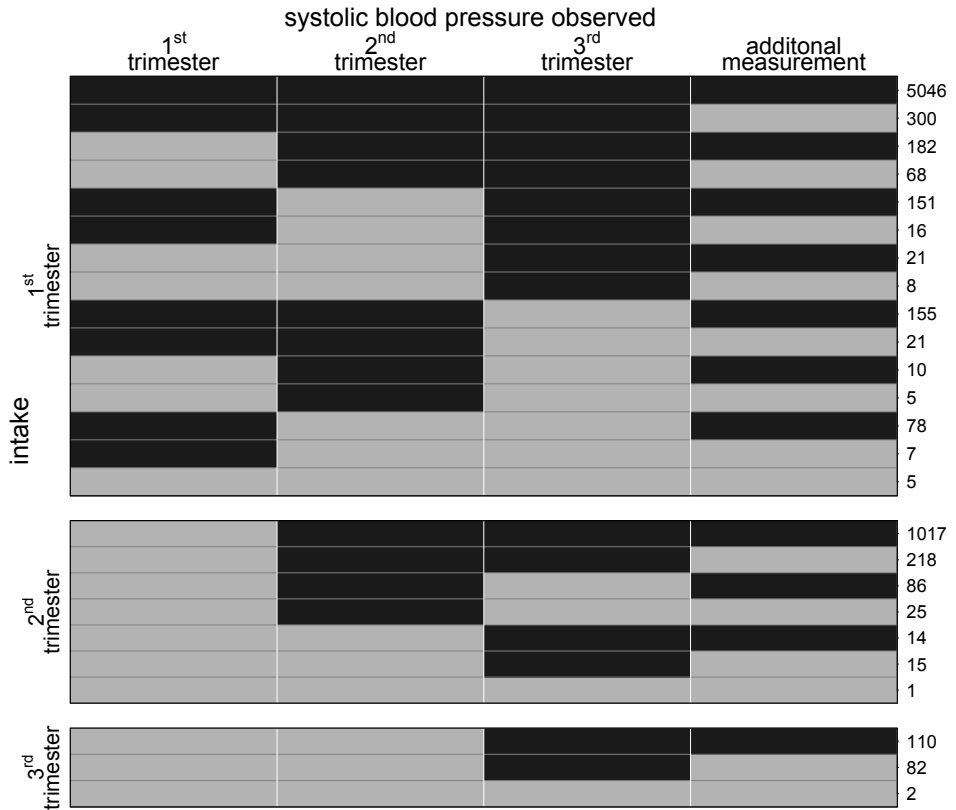 systolic blood pressure observed
1st trimester
2nd trimester
3rd trimester
additonal measurement
intake
1st trimester
5046
300
182
68
151
16
21
8
155
21
10
5
78
7
5
2nd trimester
1017
218
86
25
14
15
1
3rd trimester
110
82
2